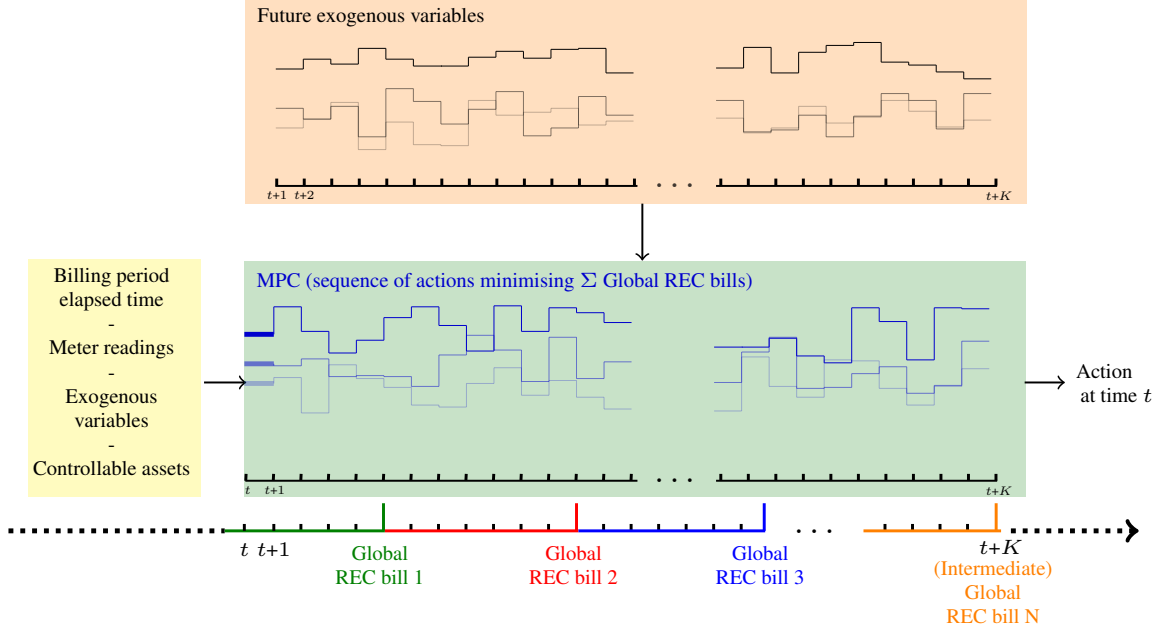 Future exogenous variables
t+1 t+2 . . . t+K
Billing period
elapsed time
-
Meter readings
-
Exogenous
variables
-
Controllable assets
MPC (sequence of actions minimising Σ Global REC bills)
t t+1 . . . t+K
Action
at time t
. . .
t t+1 t+K
Global
REC bill 1
Global
REC bill 2
Global
REC bill 3
(Intermediate)
Global
REC bill N